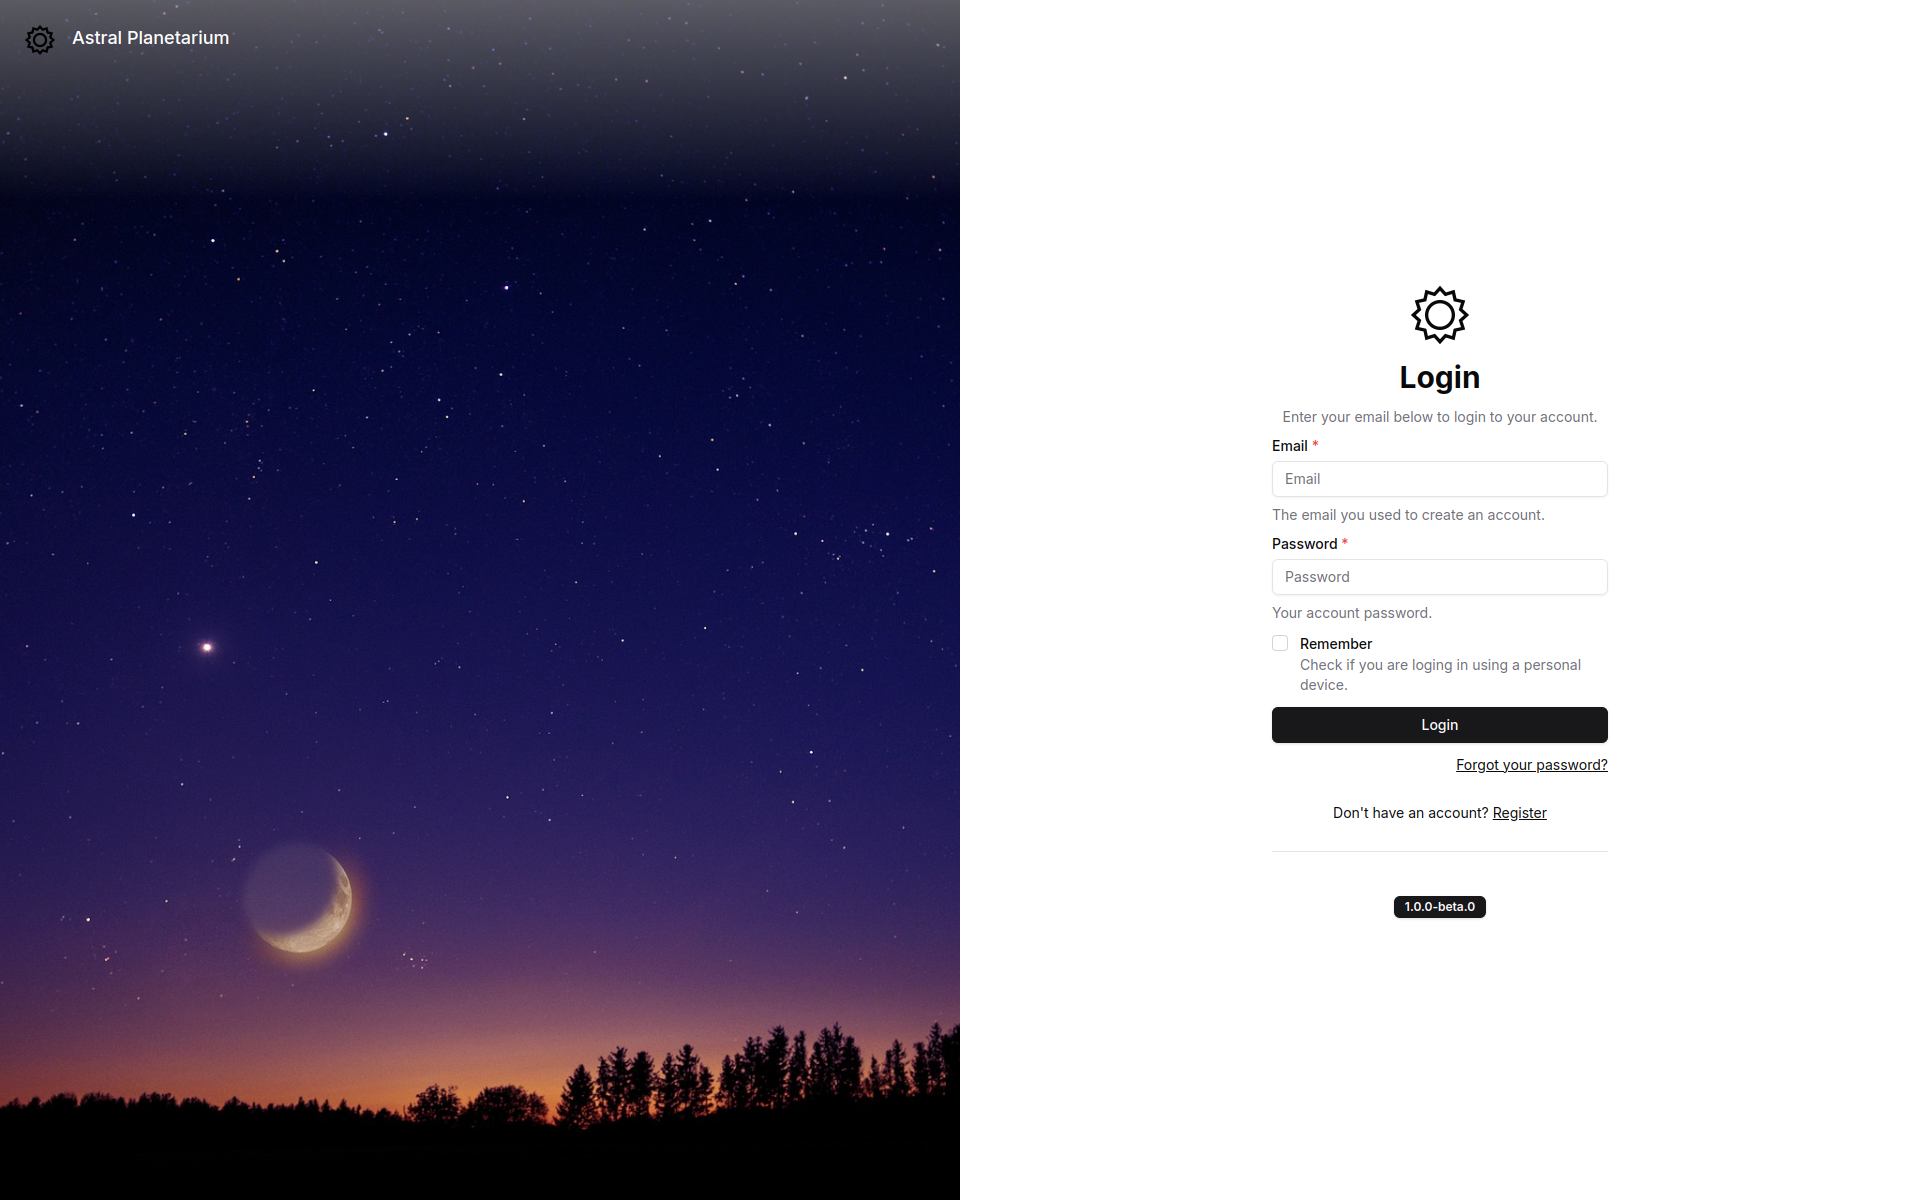 Astral Planetarium
Login
Enter your email below to login to your account.
Email *
Email
The email you used to create an account.
Password *
Password
Your account password.
Remember
Check if you are loging in using a personal
device.
Login
Forgot your password?
Don't have an account? Register
1.0.0-beta.0